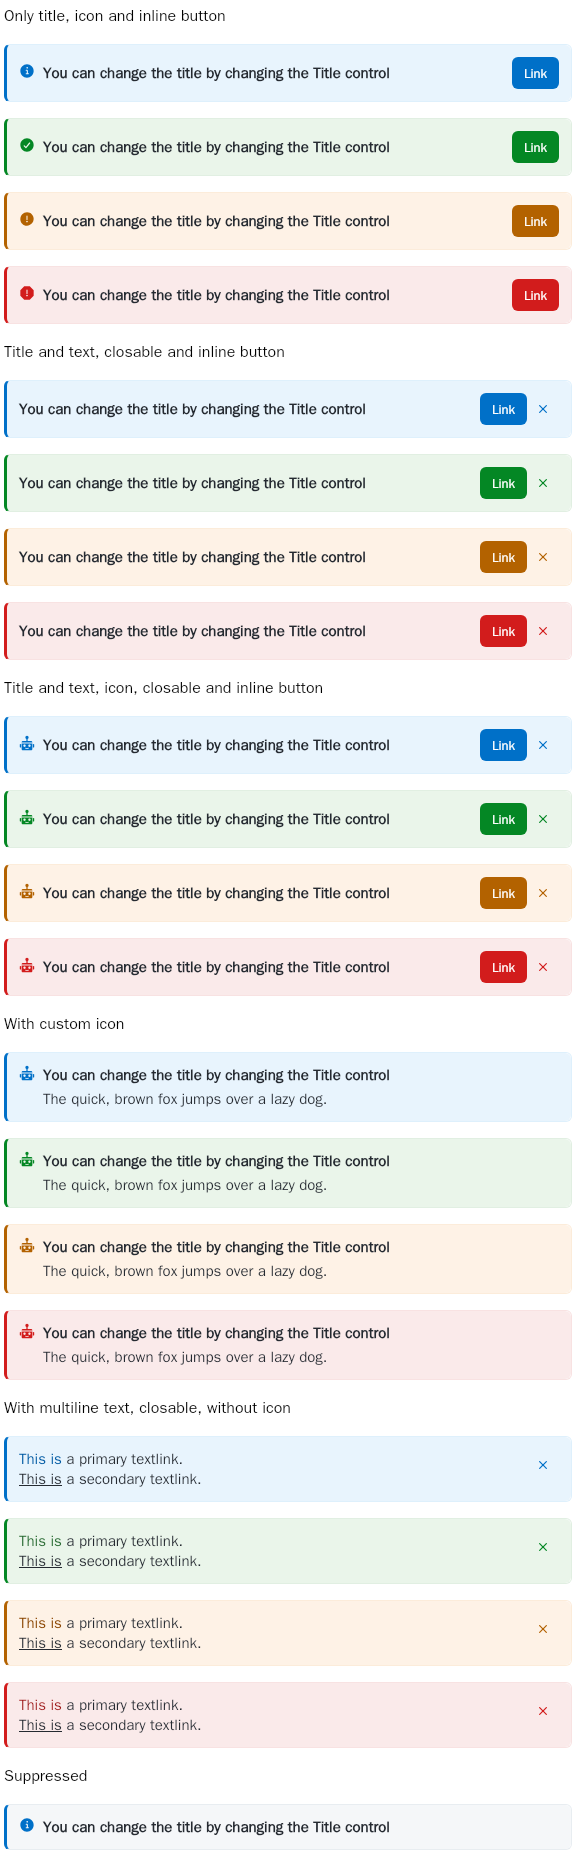 Only title, icon and inline button
You can change the title by changing the Title control Link
You can change the title by changing the Title control Link
You can change the title by changing the Title control Link
You can change the title by changing the Title control Link
Title and text, closable and inline button
You can change the title by changing the Title control Link
You can change the title by changing the Title control Link
You can change the title by changing the Title control Link
You can change the title by changing the Title control Link
Title and text, icon, closable and inline button
You can change the title by changing the Title control Link
You can change the title by changing the Title control Link
You can change the title by changing the Title control Link
You can change the title by changing the Title control Link
With custom icon
You can change the title by changing the Title control
The quick, brown fox jumps over a lazy dog.
You can change the title by changing the Title control
The quick, brown fox jumps over a lazy dog.
You can change the title by changing the Title control
The quick, brown fox jumps over a lazy dog.
You can change the title by changing the Title control
The quick, brown fox jumps over a lazy dog.
With multiline text, closable, without icon
This is a primary textlink.
This is a secondary textlink.
This is a primary textlink.
This is a secondary textlink.
This is a primary textlink.
This is a secondary textlink.
This is a primary textlink.
This is a secondary textlink.
Suppressed
You can change the title by changing the Title control